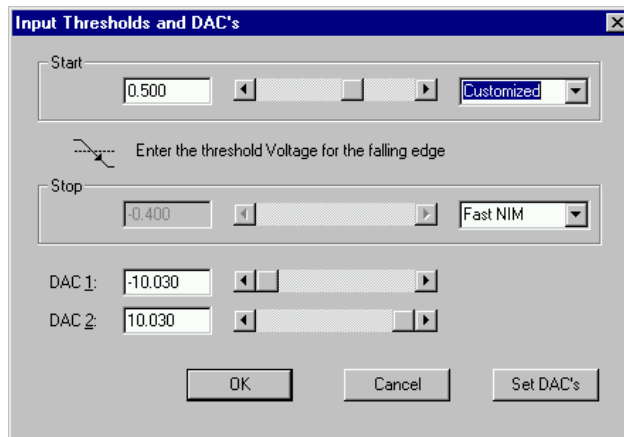 Input Thresholds and DAC's
Start
0.500
Customized
Enter the threshold Voltage for the falling edge
Stop
-0.400
Fast NIM
DAC 1:
-10.030
DAC 2:
10.030
OK
Cancel
Set DAC's